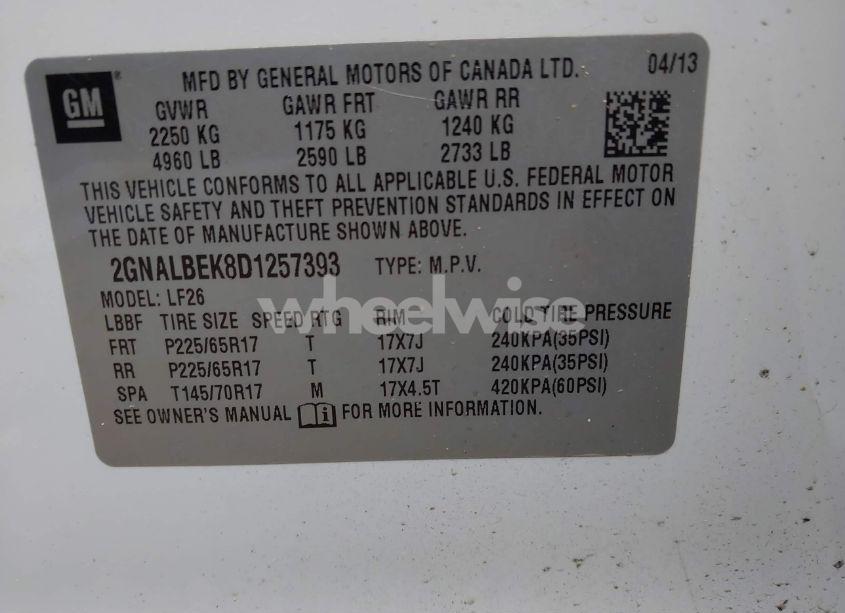 GM
MFD BY GENERAL MOTORS OF CANADA LTD. 04/13
GVWR GAWR FRT GAWR RR
2250 KG 1175 KG 1240 KG
4960 LB 2590 LB 2733 LB
THIS VEHICLE CONFORMS TO ALL APPLICABLE U.S. FEDERAL MOTOR
VEHICLE SAFETY AND THEFT PREVENTION STANDARDS IN EFFECT ON
THE DATE OF MANUFACTURE SHOWN ABOVE.
2GNALBEK8D1257393 TYPE: M.P.V.
MODEL: LF26
wheelwise
LBBF TIRE SIZE SPEED RTG RIM COLD TIRE PRESSURE
FRT P225/65R17 T 17X7J 240KPA(35PSI)
RR P225/65R17 T 17X7J 240KPA(35PSI)
SPA T145/70R17 M 17X4.5T 420KPA(60PSI)
SEE OWNER'S MANUAL FOR MORE INFORMATION.